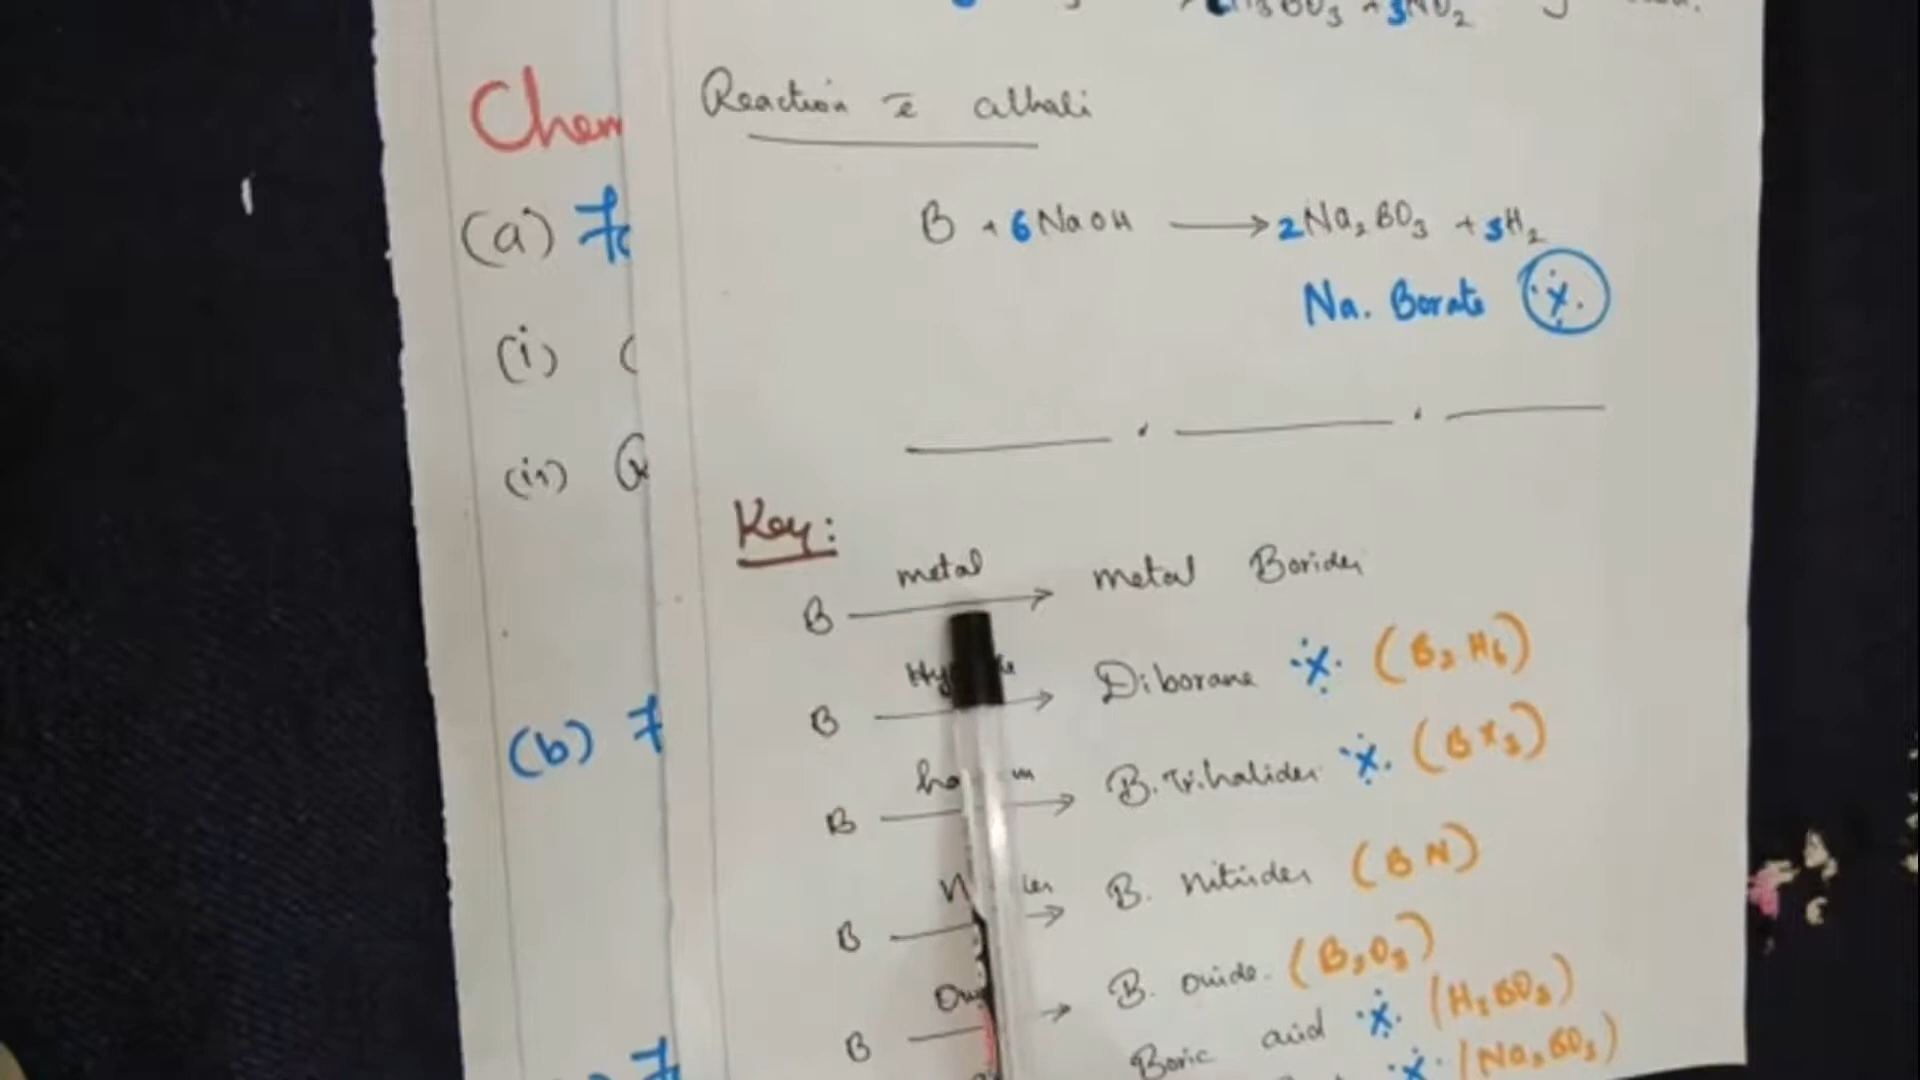 Chem
Reaction c̄ alkali
(a)
B + 6NaOH → 2Na3BO3 + 3H2
Na. Borate
(i)
(ii)
Key:
B metal → metal Borides
B → Diborane (B2H6)
(b)
B → B. Trihalides (BX3)
B → B. Nitrides (BN)
B → B. oxide. (B2O3)
Boric acid (H3BO3)
(Na3BO3)